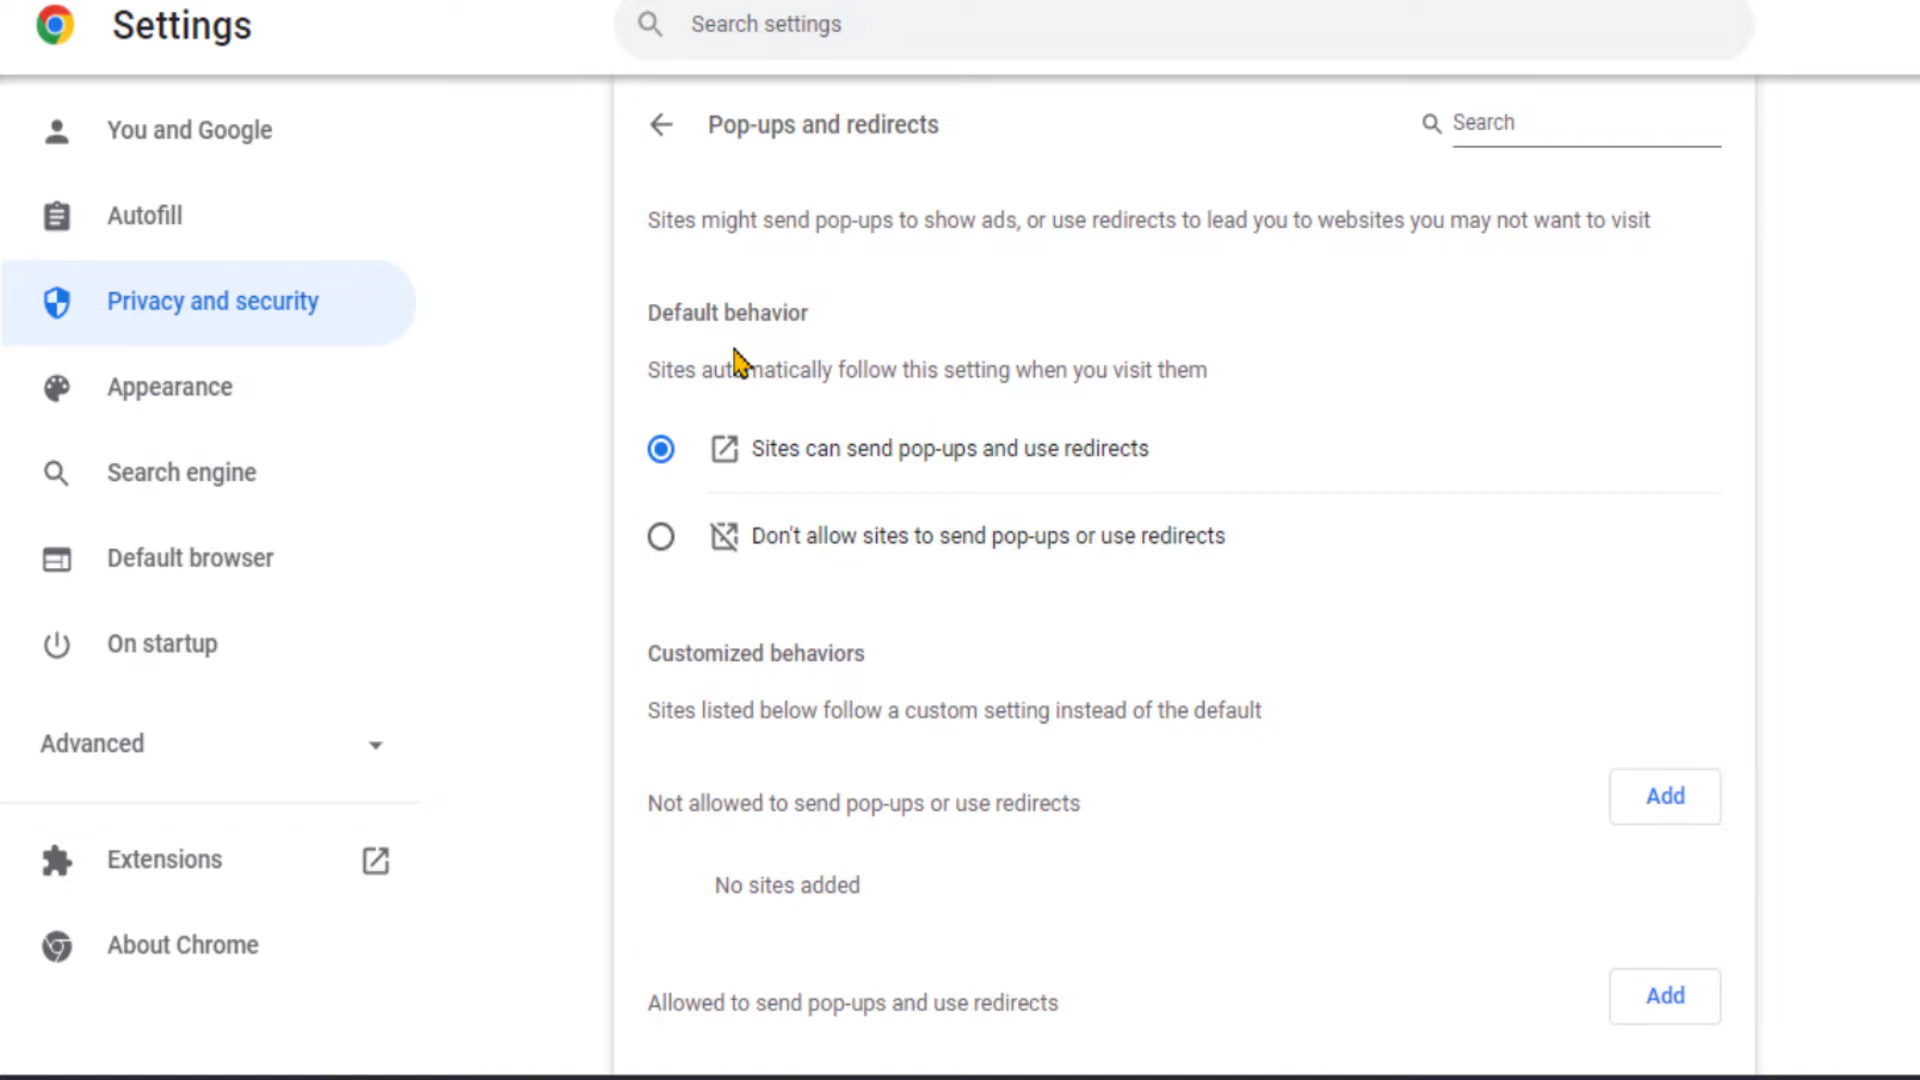 Settings
Search settings
You and Google
Autofill
Privacy and security
Appearance
Search engine
Default browser
On startup
Advanced
Extensions
About Chrome
Pop-ups and redirects
Search
Sites might send pop-ups to show ads, or use redirects to lead you to websites you may not want to visit
Default behavior
Sites automatically follow this setting when you visit them
Sites can send pop-ups and use redirects
Don't allow sites to send pop-ups or use redirects
Customized behaviors
Sites listed below follow a custom setting instead of the default
Not allowed to send pop-ups or use redirects
Add
No sites added
Allowed to send pop-ups and use redirects
Add